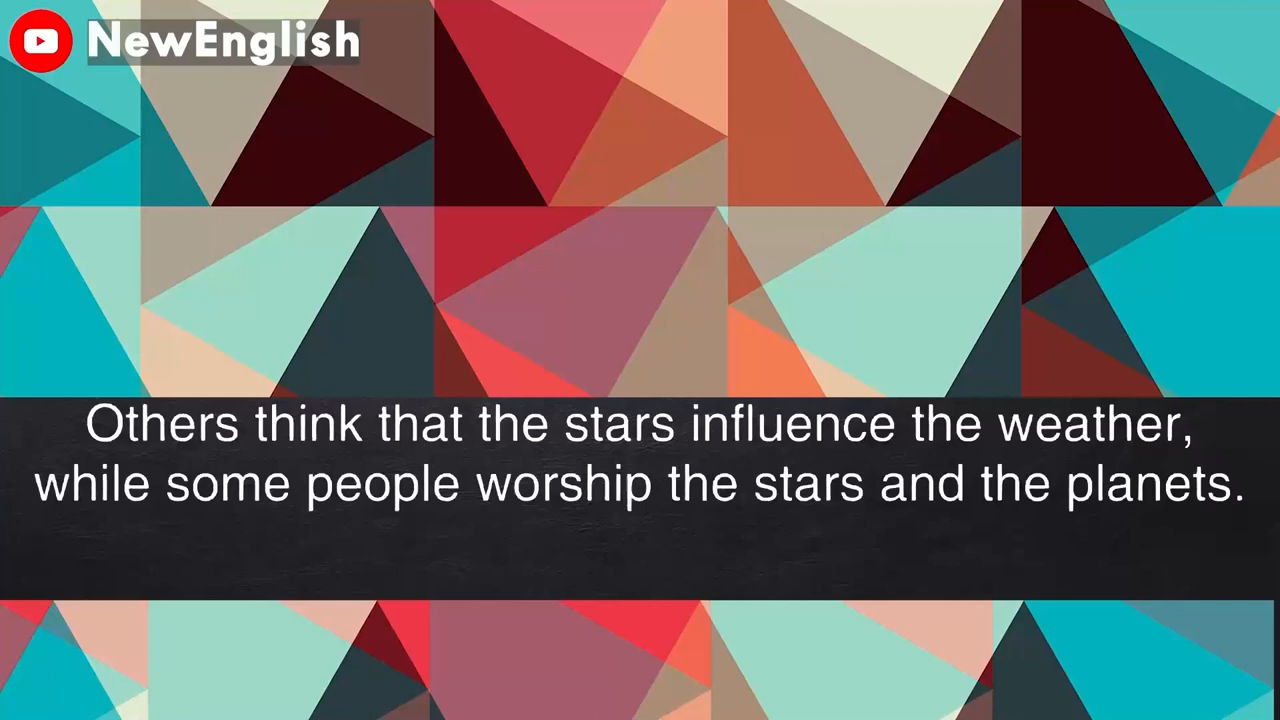 NewEnglish
Others think that the stars influence the weather,
while some people worship the stars and the planets.